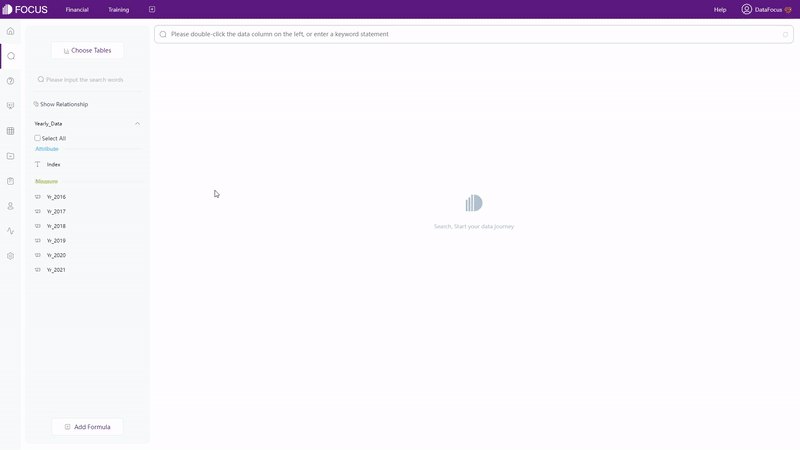 FOCUS
Financial
Training
Help
DataFocus
Choose Tables
Please input the search words
Show Relationship
Yearly_Data
Select All
Attribute
Index
Measure
Yr_2016
Yr_2017
Yr_2018
Yr_2019
Yr_2020
Yr_2021
Add Formula
Please double-click the data column on the left, or enter a keyword statement
Search, Start your data journey